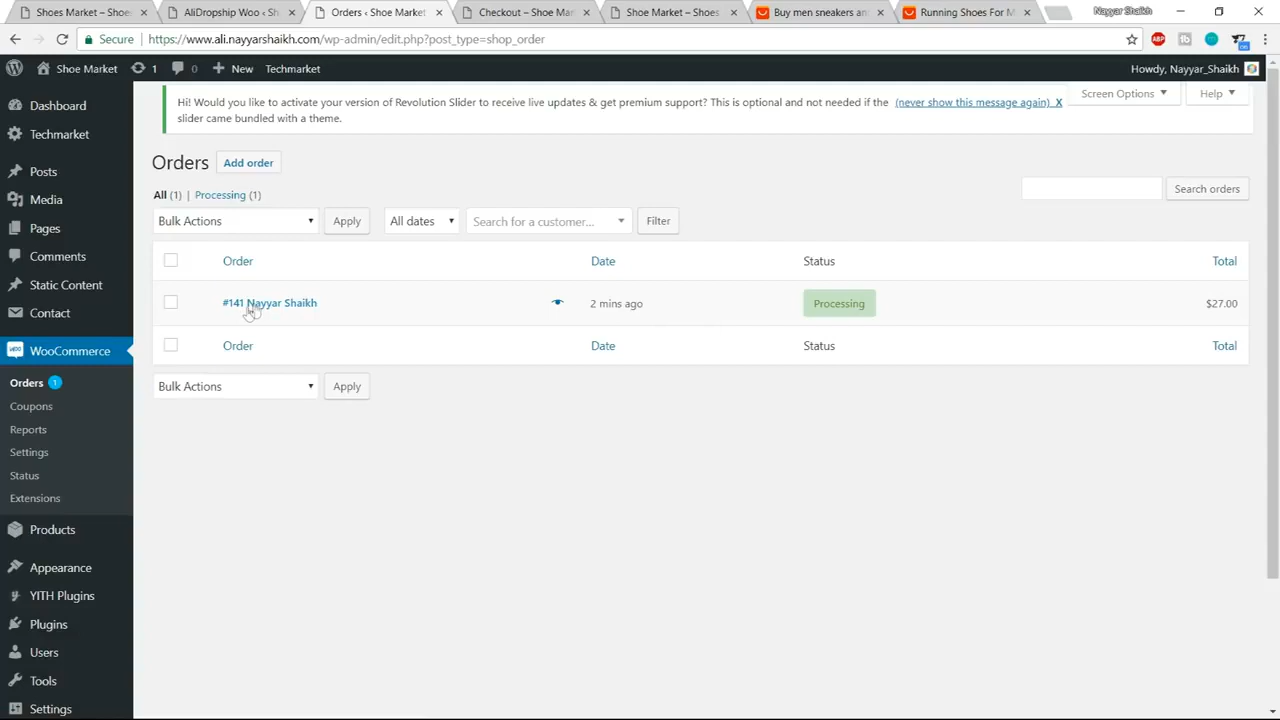 Shoes Market – Shoes
AliDropship Woo ‹ Sh
Orders ‹ Shoe Market
Checkout – Shoe Mar
Shoe Market – Shoes
Buy men sneakers an
Running Shoes For M
Nayyar Shaikh
Secure
https://www.ali.nayyarshaikh.com/wp-admin/edit.php?post_type=shop_order
ABP
Shoe Market
1
0
New
Techmarket
Howdy, Nayyar_Shaikh
Dashboard
Techmarket
Posts
Media
Pages
Comments
Static Content
Contact
WooCommerce
Orders 1
Coupons
Reports
Settings
Status
Extensions
Products
Appearance
YITH Plugins
Plugins
Users
Tools
Settings
Hi! Would you like to activate your version of Revolution Slider to receive live updates & get premium support? This is optional and not needed if the
slider came bundled with a theme.
(never show this message again) X
Screen Options
Help
Orders
Add order
All (1) | Processing (1)
Search orders
Bulk Actions
Apply
All dates
Search for a customer...
Filter
Order
Date
Status
Total
#141 Nayyar Shaikh
2 mins ago
Processing
$27.00
Order
Date
Status
Total
Bulk Actions
Apply